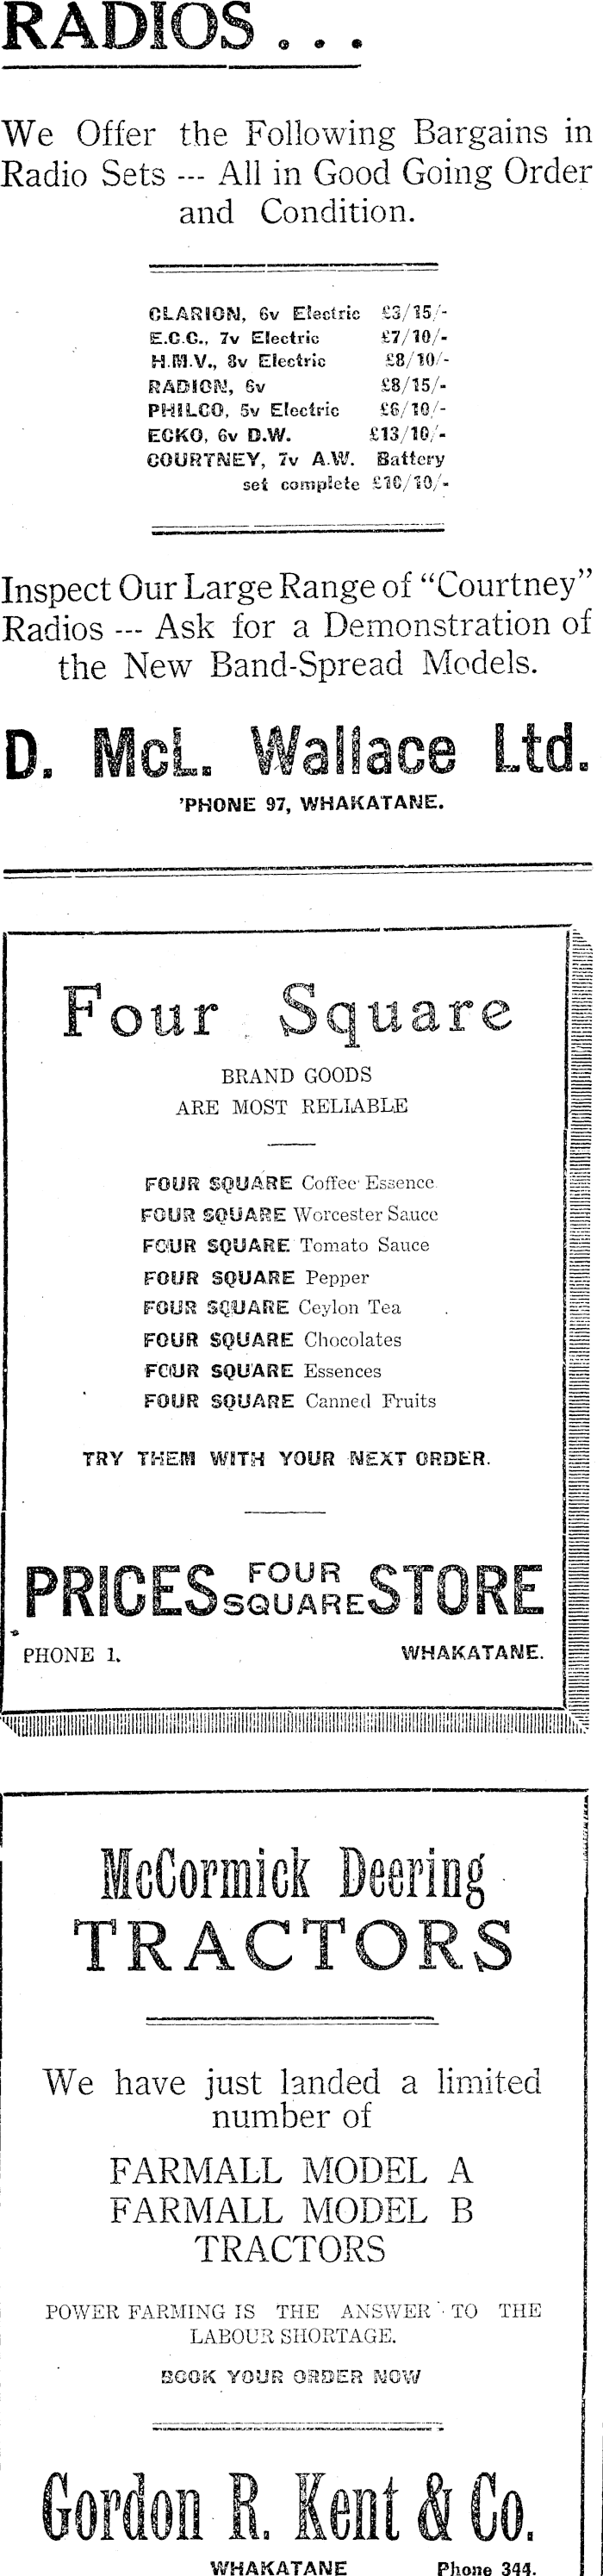 RADIOS . . .
We Offer the Following Bargains in
Radio Sets --- All in Good Going Order
and Condition.
CLARION, 6v Electric £3/15/-
E.C.C., 7v Electric £7/10/-
H.M.V., 8v Electric £8/10/-
RADION, 6v £8/15/-
PHILCO, 5v Electric £6/10/-
ECKO, 6v D.W. £13/10/-
COURTNEY, 7v A.W. Battery
set complete £10/10/-
Inspect Our Large Range of "Courtney"
Radios --- Ask for a Demonstration of
the New Band-Spread Models.
D. McL. Wallace Ltd.
'PHONE 97, WHAKATANE.
Four Square
BRAND GOODS
ARE MOST RELIABLE
FOUR SQUARE Coffee Essence
FOUR SQUARE Worcester Sauce
FOUR SQUARE Tomato Sauce
FOUR SQUARE Pepper
FOUR SQUARE Ceylon Tea
FOUR SQUARE Chocolates
FOUR SQUARE Essences
FOUR SQUARE Canned Fruits
TRY THEM WITH YOUR NEXT ORDER.
PRICES FOUR SQUARE STORE
PHONE 1. WHAKATANE.
McCormick Deering
TRACTORS
We have just landed a limited
number of
FARMALL MODEL A
FARMALL MODEL B
TRACTORS
POWER FARMING IS THE ANSWER TO THE
LABOUR SHORTAGE.
BOOK YOUR ORDER NOW
Gordon R. Kent & Co.
WHAKATANE Phone 344.